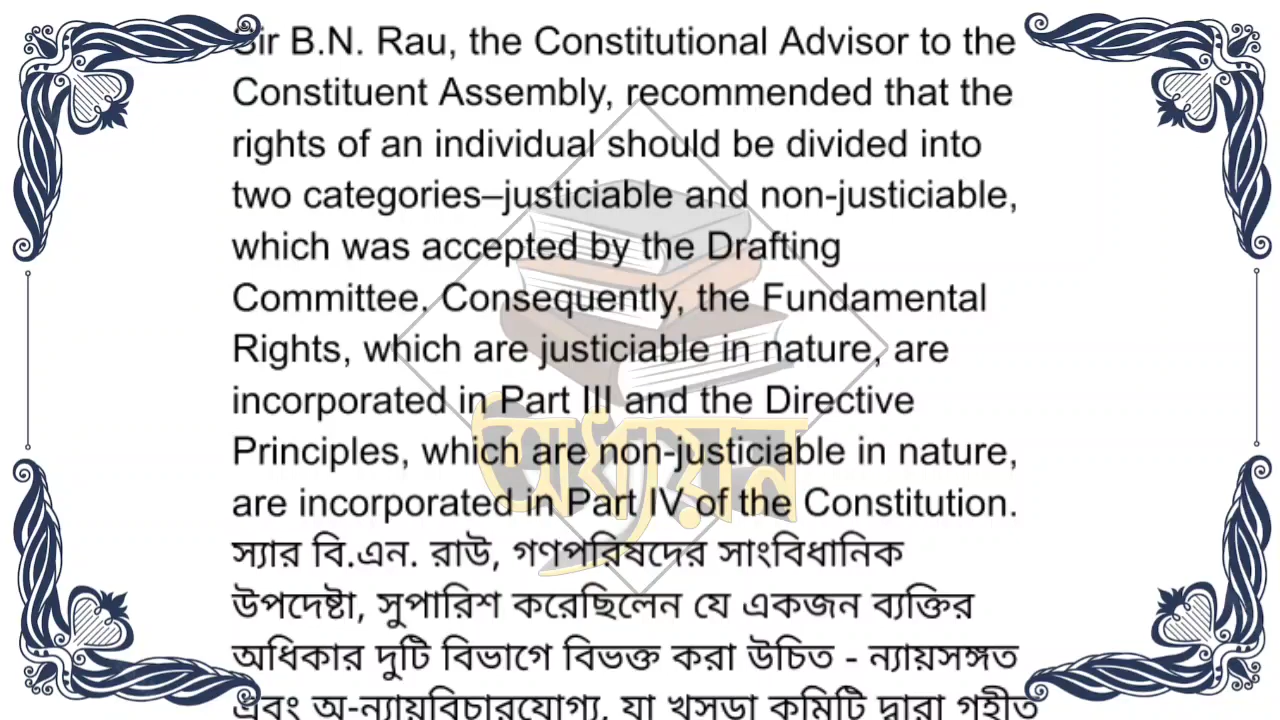 Sir B.N. Rau, the Constitutional Advisor to the
Constituent Assembly, recommended that the
rights of an individual should be divided into
two categories–justiciable and non-justiciable,
which was accepted by the Drafting
Committee. Consequently, the Fundamental
Rights, which are justiciable in nature, are
incorporated in Part III and the Directive
Principles, which are non-justiciable in nature,
are incorporated in Part IV of the Constitution.
অধ্যয়ন
স্যার বি.এন. রাউ, গণপরিষদের সাংবিধানিক
উপদেষ্টা, সুপারিশ করেছিলেন যে একজন ব্যক্তির
অধিকার দুটি বিভাগে বিভক্ত করা উচিত - ন্যায়সঙ্গত
এবং অ-ন্যায়বিচারযোগ্য, যা খসড়া কমিটি দ্বারা গৃহীত